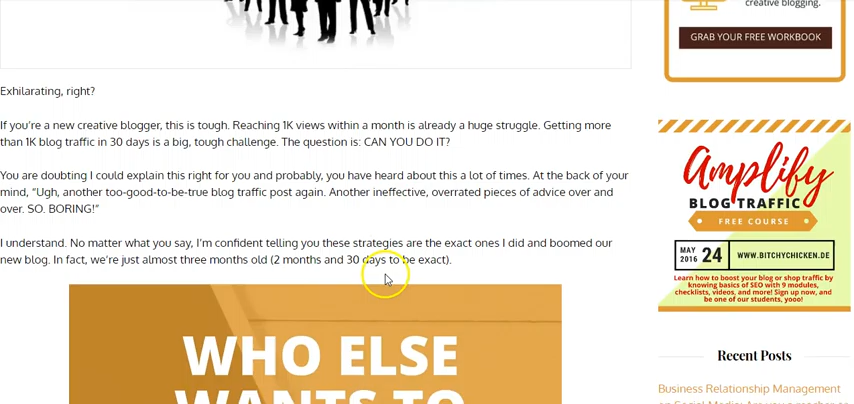 creative blogging.
GRAB YOUR FREE WORKBOOK
Exhilarating, right?
If you're a new creative blogger, this is tough. Reaching 1K views within a month is already a huge struggle. Getting more
than 1K blog traffic in 30 days is a big, tough challenge. The question is: CAN YOU DO IT?
You are doubting I could explain this right for you and probably, you have heard about this a lot of times. At the back of your
mind, "Ugh, another too-good-to-be-true blog traffic post again. Another ineffective, overrated pieces of advice over and
over. SO. BORING!"
I understand. No matter what you say, I'm confident telling you these strategies are the exact ones I did and boomed our
new blog. In fact, we're just almost three months old (2 months and 30 days to be exact).
WHO ELSE
WANTS TO
Amplify
BLOG TRAFFIC
FREE COURSE
MAY
2016
24
WWW.BITCHYCHICKEN.DE
Learn how to boost your blog or shop traffic by
knowing basics of SEO with 9 modules,
checklists, videos, and more! Sign up now, and
be one of our students, yooo!
Recent Posts
Business Relationship Management